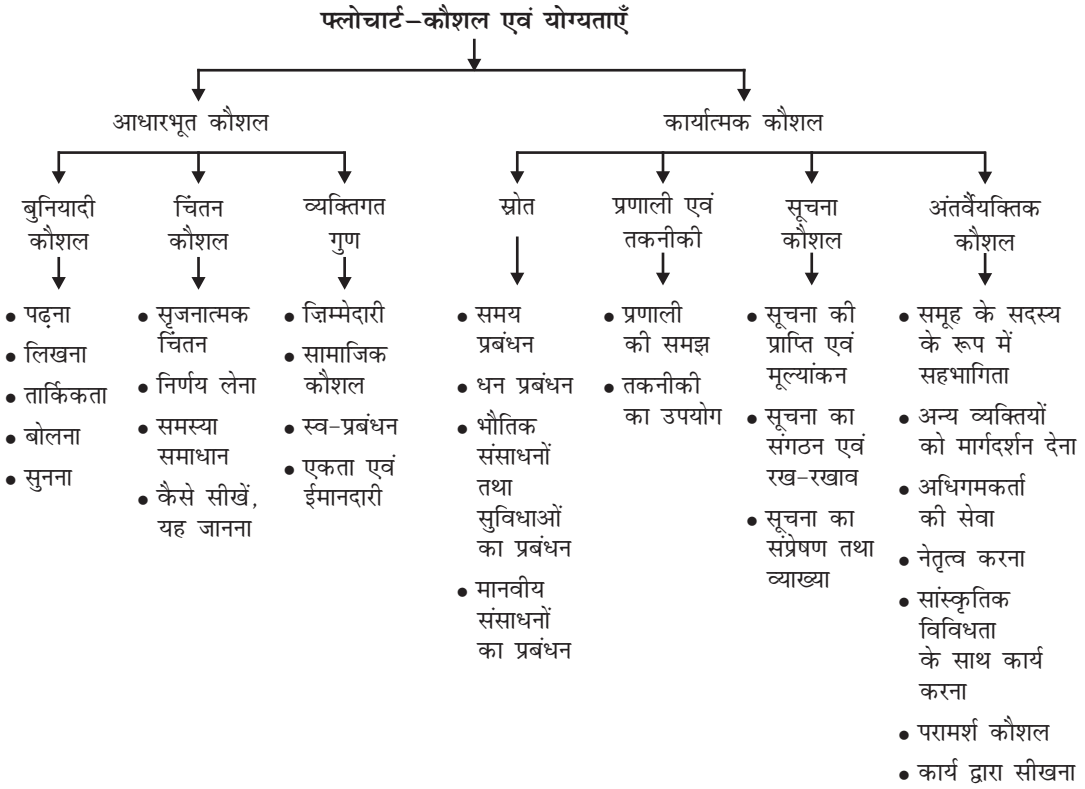 फ्लोचार्ट–कौशल एवं योग्यताएँ
आधारभूत कौशल
कार्यात्मक कौशल
बुनियादी
कौशल
चिंतन
कौशल
व्यक्तिगत
गुण
स्रोत
प्रणाली एवं
तकनीकी
सूचना
कौशल
अंतर्वैयक्तिक
कौशल
• पढ़ना
• लिखना
• तार्किकता
• बोलना
• सुनना
• सृजनात्मक
चिंतन
• निर्णय लेना
• समस्या
समाधान
• कैसे सीखें,
यह जानना
• ज़िम्मेदारी
• सामाजिक
कौशल
• स्व–प्रबंधन
• एकता एवं
ईमानदारी
• समय
प्रबंधन
• धन प्रबंधन
• भौतिक
संसाधनों
तथा
सुविधाओं
का प्रबंधन
• मानवीय
संसाधनों
का प्रबंधन
• प्रणाली
की समझ
• तकनीकी
का उपयोग
• सूचना की
प्राप्ति एवं
मूल्यांकन
• सूचना का
संगठन एवं
रख–रखाव
• सूचना का
संप्रेषण तथा
व्याख्या
• समूह के सदस्य
के रूप में
सहभागिता
• अन्य व्यक्तियों
को मार्गदर्शन देना
• अधिगमकर्ता
की सेवा
• नेतृत्व करना
• सांस्कृतिक
विविधता
के साथ कार्य
करना
• परामर्श कौशल
• कार्य द्वारा सीखना